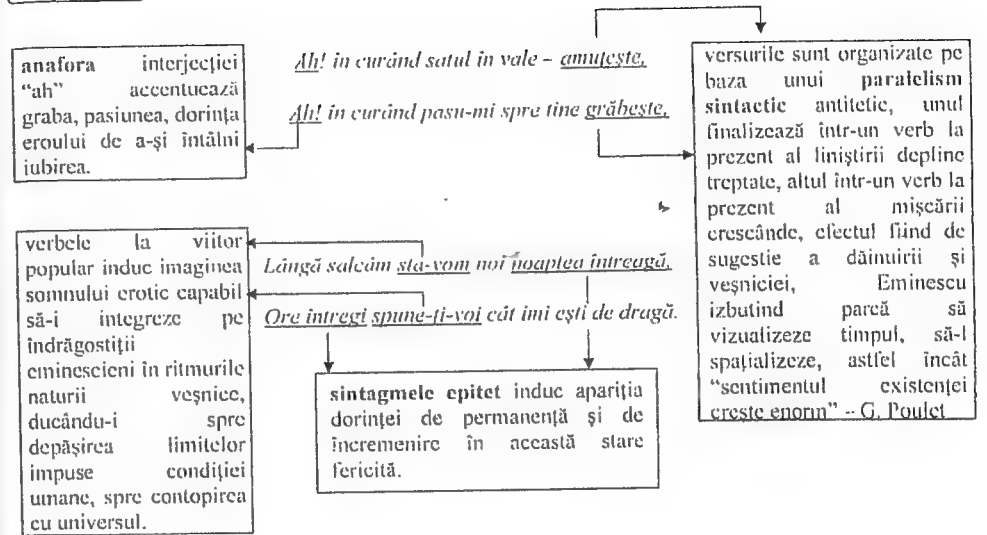 anafora interjecției
"ah" accentuează
graba, pasiunea, dorința
eroului de a-și întâlni
iubirea.
Ah! în curând satul în vale – amuțește,
Ah! în curând pasu-mi spre tine grăbește,
versurile sunt organizate pe
baza unui paralelism
sintactic antitetic, unul
finalizează într-un verb la
prezent al liniștirii depline
treptate, altul într-un verb la
prezent al mișcării
crescânde, efectul fiind de
sugestie a dăinuirii și
veșniciei, Eminescu
izbutind parcă să
vizualizeze timpul, să-l
spațializeze, astfel încât
"sentimentul existenței
crește enorm" – G. Poulet
verbele la viitor
popular induc imaginea
somnului erotic capabil
să-i integreze pe
îndrăgostiții
eminescieni în ritmurile
naturii veșnice,
ducându-i spre
depășirea limitelor
impuse condiției
umane, spre contopirea
cu universul.
Lângă salcâm sta-vom noi noaptea întreagă,
Ore întregi spune-ți-voi cât îmi ești de dragă.
sintagmele epitet induc apariția
dorinței de permanență și de
încremenire în această stare
fericită.